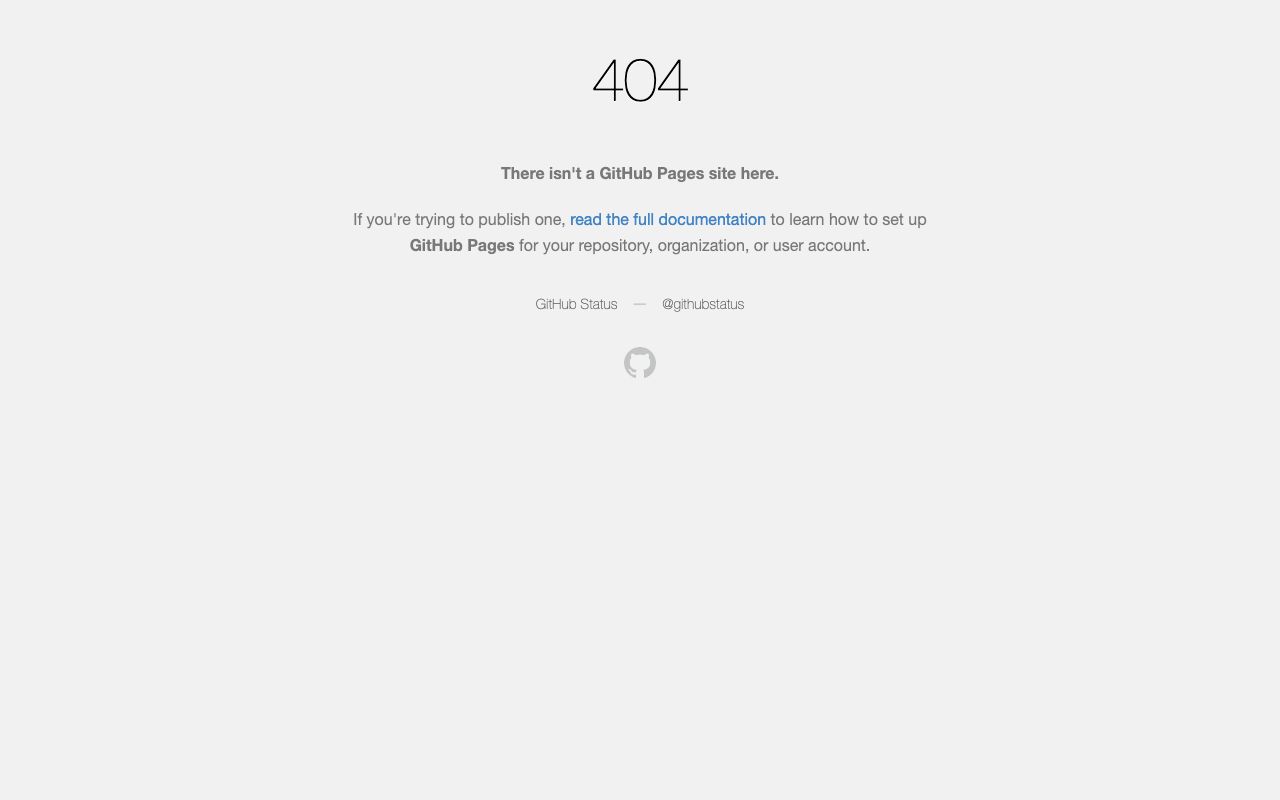 404
There isn't a GitHub Pages site here.
If you're trying to publish one, read the full documentation to learn how to set up
GitHub Pages for your repository, organization, or user account.
GitHub Status — @githubstatus